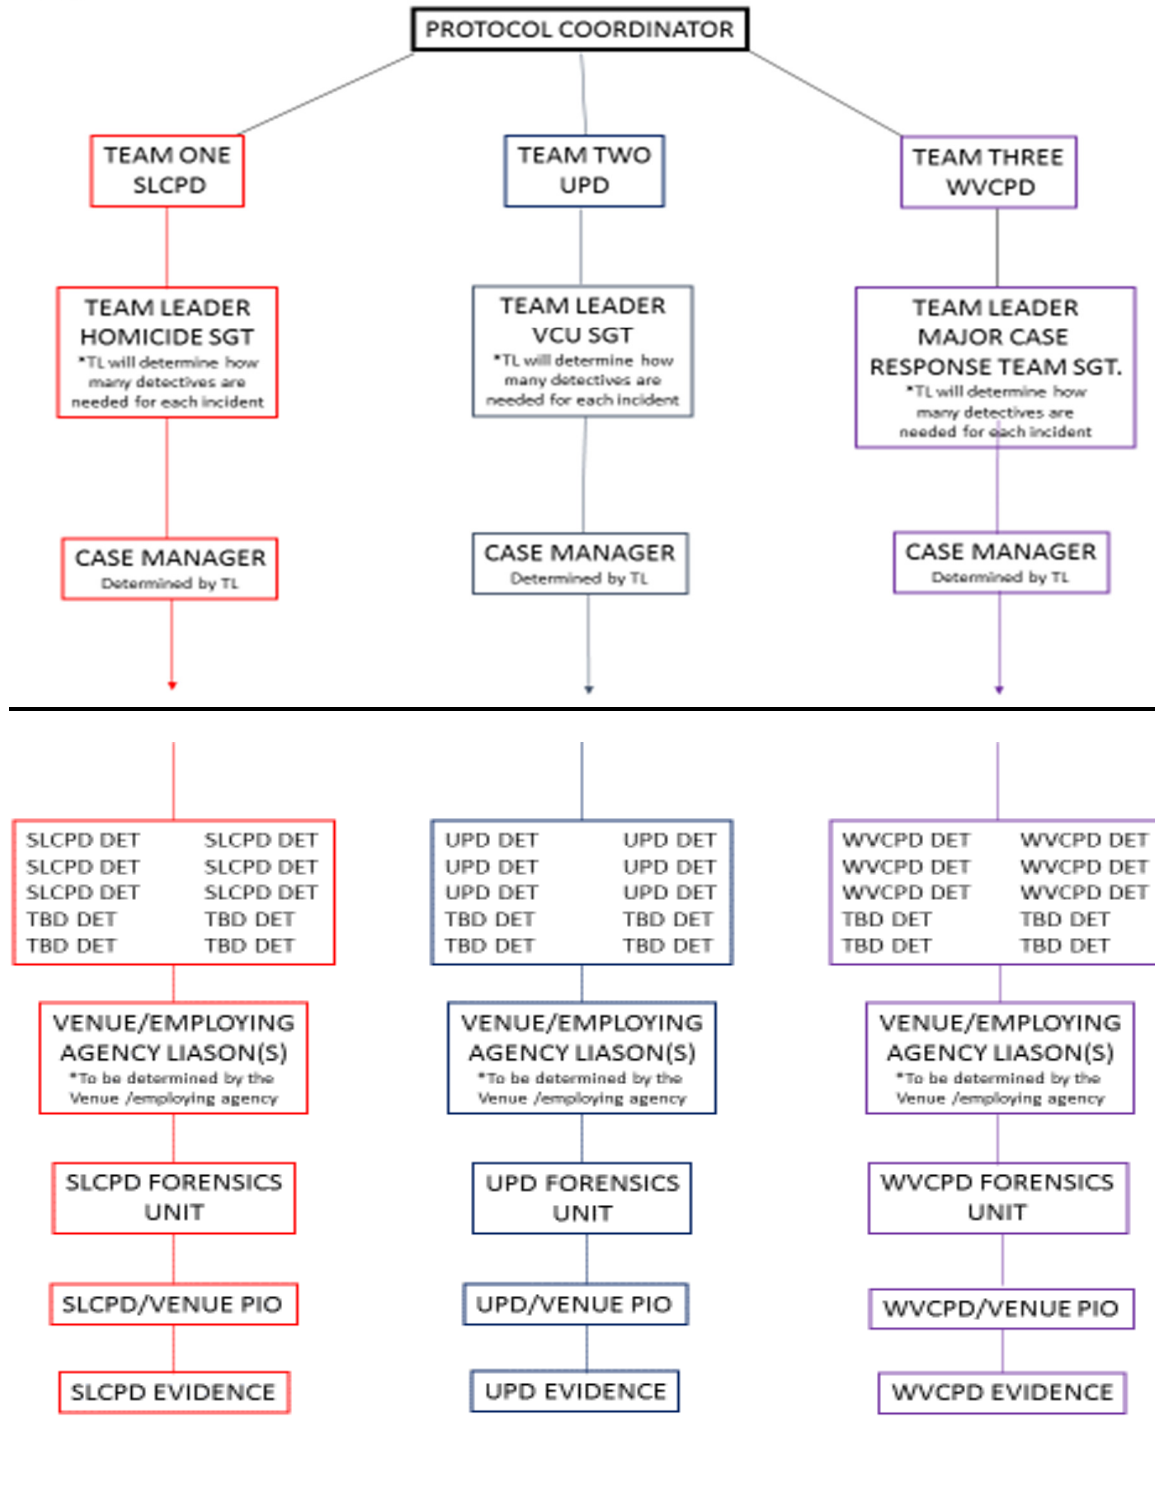 PROTOCOL COORDINATOR
TEAM ONE
SLCPD
TEAM TWO
UPD
TEAM THREE
WVCPD
TEAM LEADER
HOMICIDE SGT
*TL will determine how
many detectives are
needed for each incident
TEAM LEADER
VCU SGT
*TL will determine how
many detectives are
needed for each incident
TEAM LEADER
MAJOR CASE
RESPONSE TEAM SGT.
*TL will determine how
many detectives are
needed for each incident
CASE MANAGER
Determined by TL
CASE MANAGER
Determined by TL
CASE MANAGER
Determined by TL
SLCPD DET SLCPD DET
SLCPD DET SLCPD DET
SLCPD DET SLCPD DET
TBD DET TBD DET
TBD DET TBD DET
UPD DET UPD DET
UPD DET UPD DET
UPD DET UPD DET
TBD DET TBD DET
TBD DET TBD DET
WVCPD DET WVCPD DET
WVCPD DET WVCPD DET
WVCPD DET WVCPD DET
TBD DET TBD DET
TBD DET TBD DET
VENUE/EMPLOYING
AGENCY LIASON(S)
*To be determined by the
Venue /employing agency
VENUE/EMPLOYING
AGENCY LIASON(S)
*To be determined by the
Venue /employing agency
VENUE/EMPLOYING
AGENCY LIASON(S)
*To be determined by the
Venue /employing agency
SLCPD FORENSICS
UNIT
UPD FORENSICS
UNIT
WVCPD FORENSICS
UNIT
SLCPD/VENUE PIO
UPD/VENUE PIO
WVCPD/VENUE PIO
SLCPD EVIDENCE
UPD EVIDENCE
WVCPD EVIDENCE